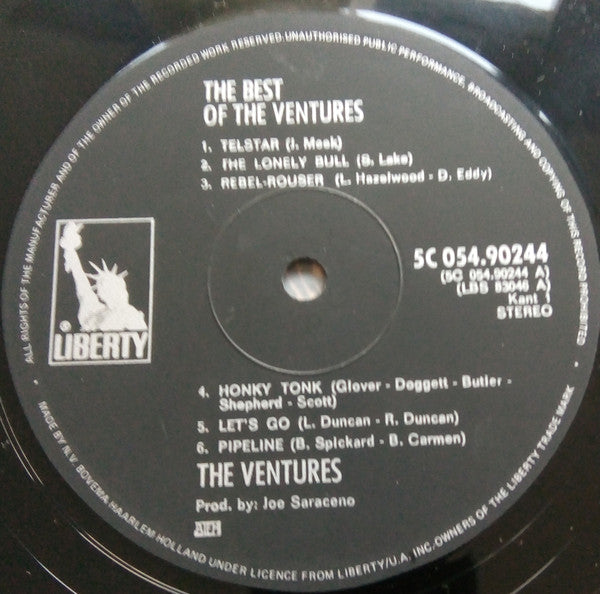 ALL RIGHTS OF THE MANUFACTURER AND OF THE OWNER OF THE RECORDED WORK RESERVED. UNAUTHORISED PUBLIC PERFORMANCE, BROADCASTING AND COPYING OF THIS RECORD PROHIBITED
THE BEST
OF THE VENTURES
1. TELSTAR (I. Meek)
2. THE LONELY BULL (S. Lake)
3. REBEL-ROUSER (L. Hazelwood - D. Eddy)
5C 054.90244
(5C 054.90244 A)
(LBS 83046 A)
Kant 1
STEREO
LIBERTY
4. HONKY TONK (Glover - Doggett - Butler -
Shepherd - Scott)
5. LET'S GO (L. Duncan - R. Duncan)
6. PIPELINE (B. Spickard - B. Carman)
THE VENTURES
Prod. by: Joe Saraceno
MADE BY N.V. BOVEMA HAARLEM HOLLAND UNDER LICENCE FROM LIBERTY/U.A. INC. OWNERS OF THE LIBERTY TRADE MARK